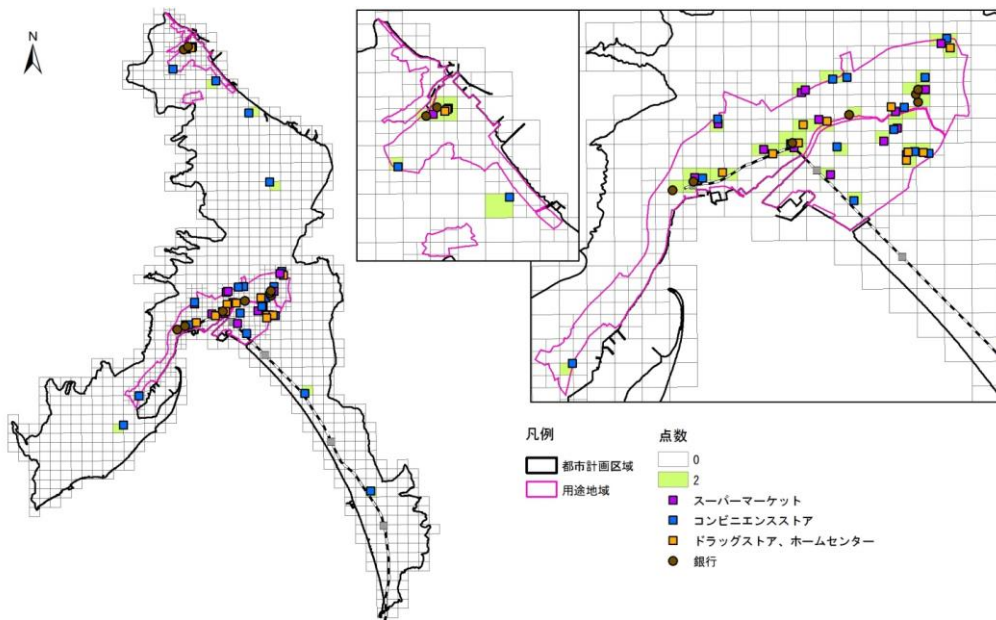 N
凡例
都市計画区域
用途地域
点数
0
2
スーパーマーケット
コンビニエンスストア
ドラッグストア、ホームセンター
銀行